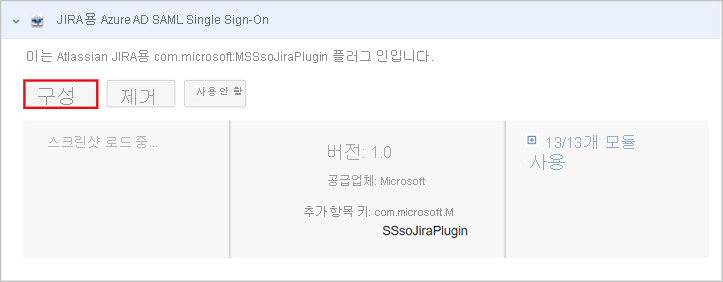 JIRA용 Azure AD SAML Single Sign-On
이는 Atlassian JIRA용 com.microsoft.MSSsoJiraPlugin 플러그 인입니다.
구성 제거 사용 안 함
스크린샷 로드 중...
버전: 1.0
공급업체: Microsoft
추가 항목 키: com.microsoft.M
SSsoJiraPlugin
13/13개 모듈
사용